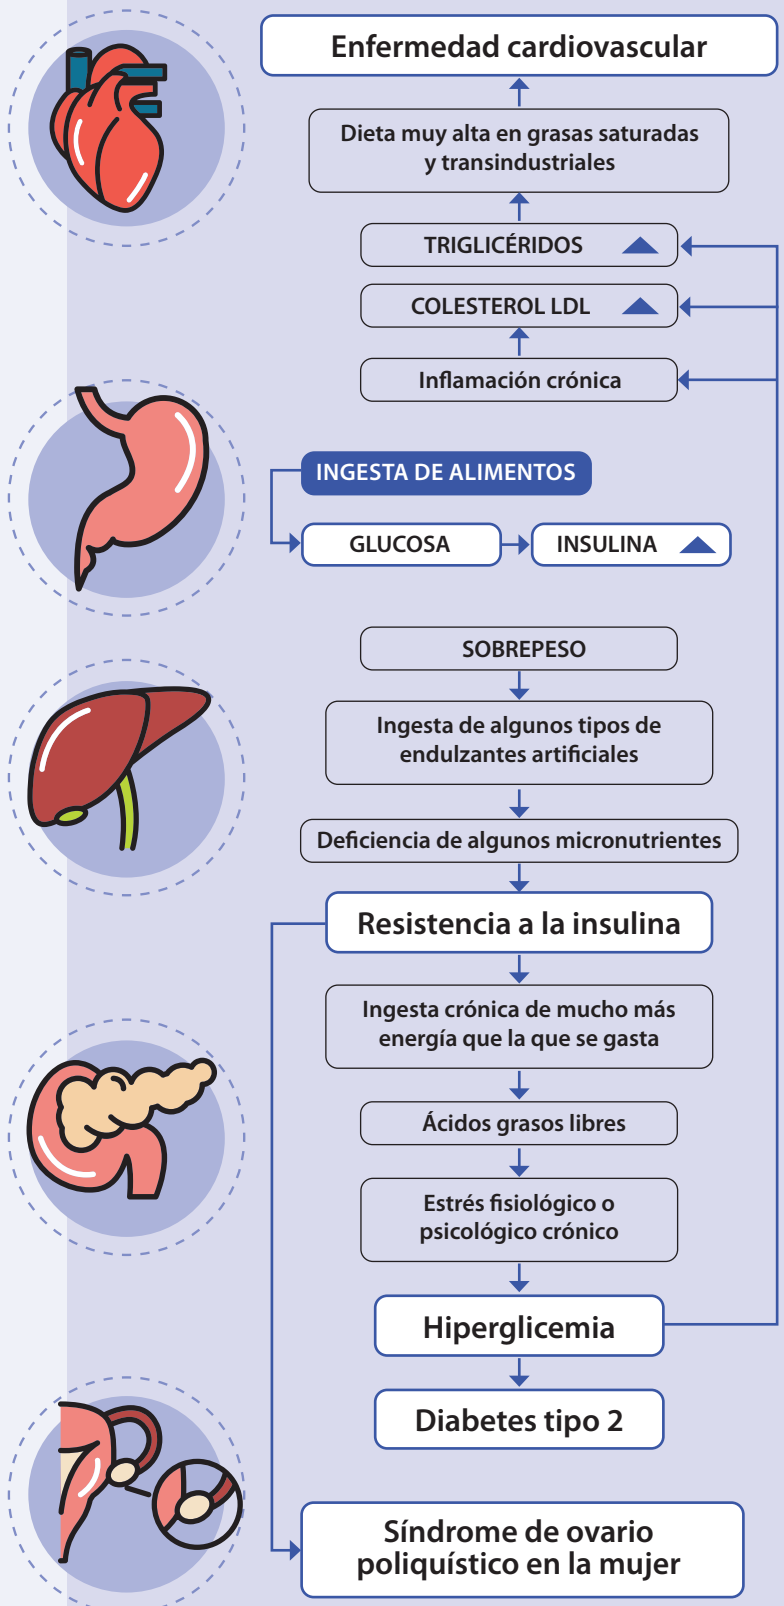 Enfermedad cardiovascular
Dieta muy alta en grasas saturadas
y transindustriales
TRIGLICÉRIDOS
COLESTEROL LDL
Inflamación crónica
INGESTA DE ALIMENTOS
GLUCOSA
INSULINA
SOBREPESO
Ingesta de algunos tipos de
endulzantes artificiales
Deficiencia de algunos micronutrientes
Resistencia a la insulina
Ingesta crónica de mucho más
energía que la que se gasta
Ácidos grasos libres
Estrés fisiológico o
psicológico crónico
Hiperglicemia
Diabetes tipo 2
Síndrome de ovario
poliquístico en la mujer